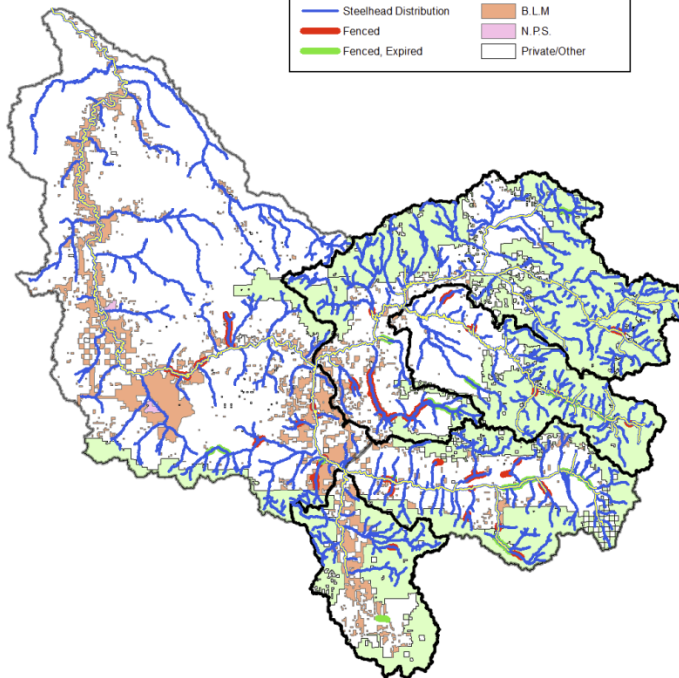 Steelhead Distribution
Fenced
Fenced, Expired
B.L.M
N.P.S.
Private/Other